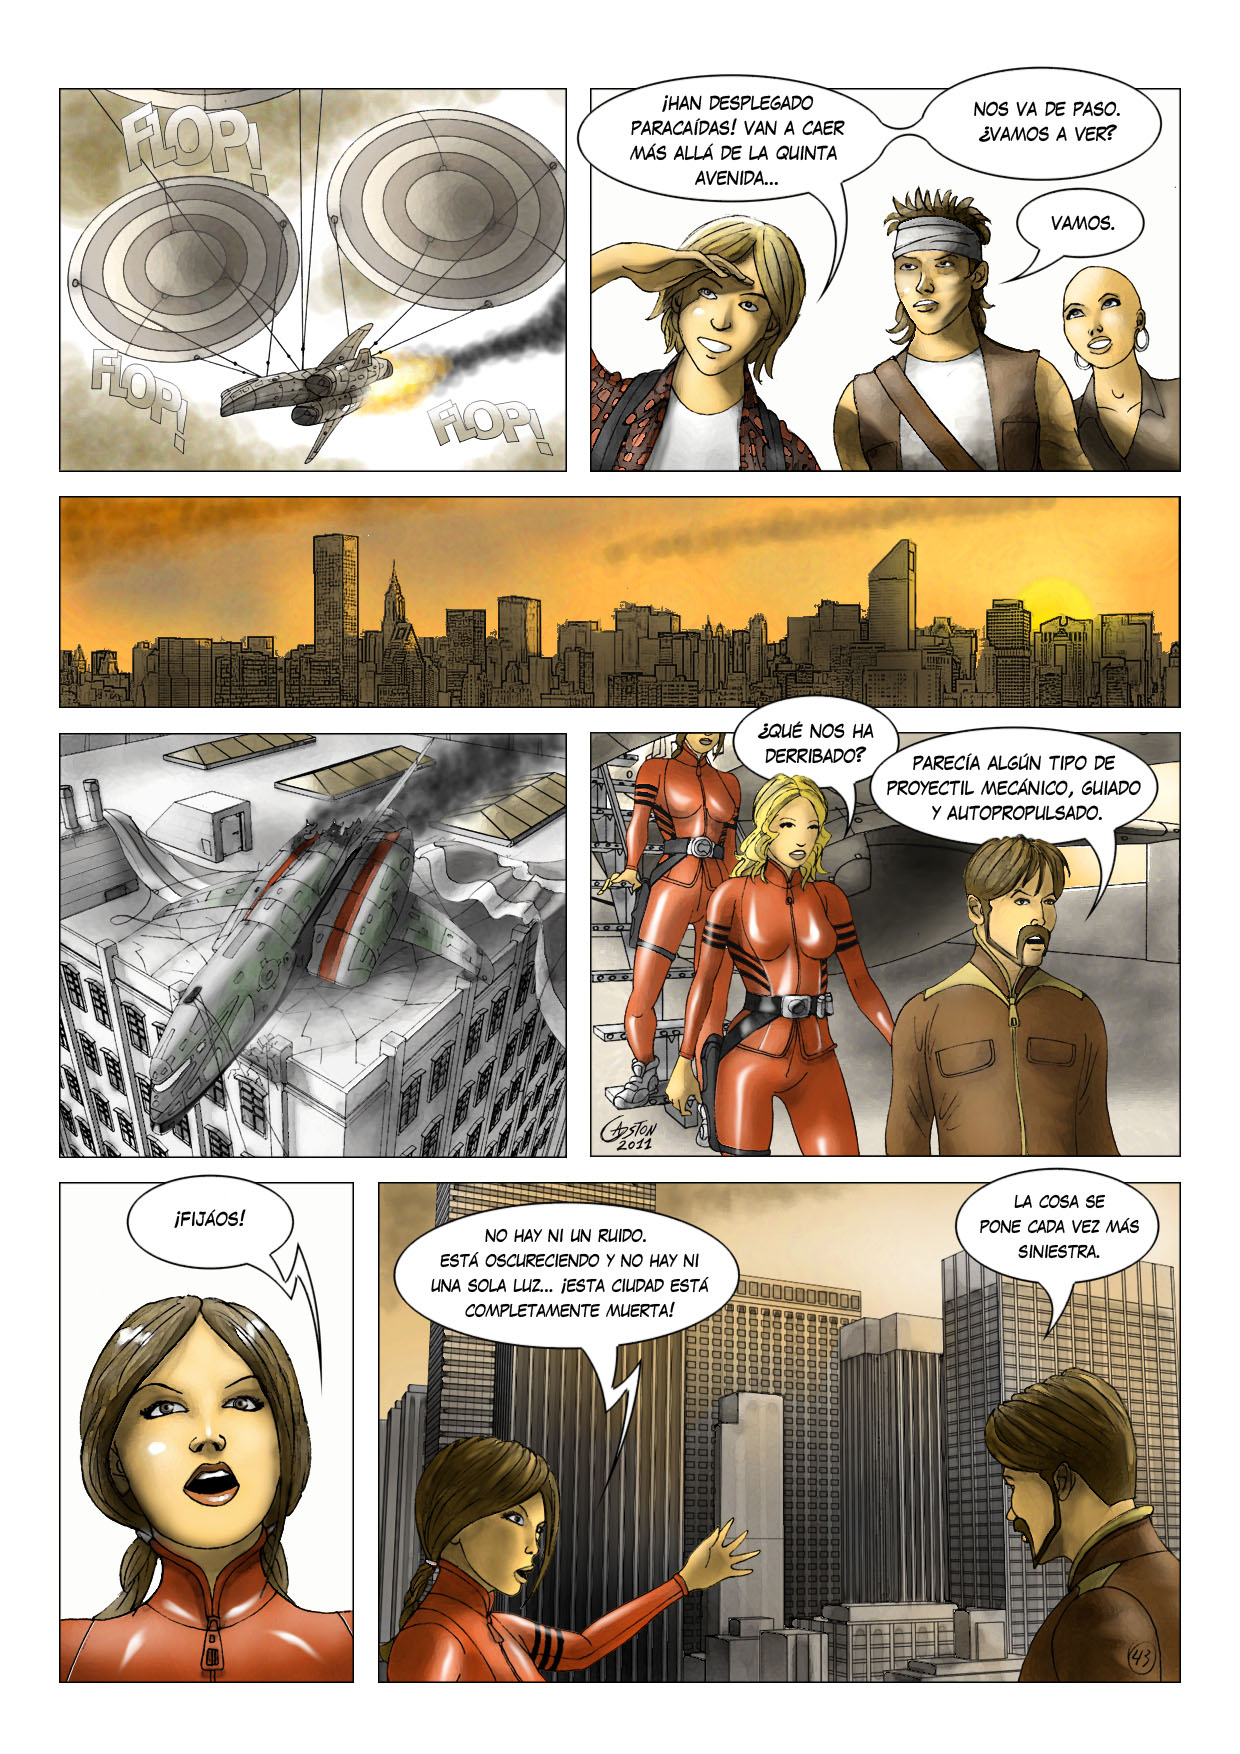 FLOP!
FLOP!
FLOP!
FLOP!
¡HAN DESPLEGADO
PARACAÍDAS! VAN A CAER
MÁS ALLÁ DE LA QUINTA
AVENIDA...
NOS VA DE PASO.
¿VAMOS A VER?
VAMOS.
¿QUÉ NOS HA
DERRIBADO?
PARECÍA ALGÚN TIPO DE
PROYECTIL MECÁNICO, GUIADO
Y AUTOPROPULSADO.
GADSTON
2011
¡FIJÁOS!
NO HAY NI UN RUIDO.
ESTÁ OSCURECIENDO Y NO HAY NI
UNA SOLA LUZ... ¡ESTA CIUDAD ESTÁ
COMPLETAMENTE MUERTA!
LA COSA SE
PONE CADA VEZ MÁS
SINIESTRA.
43